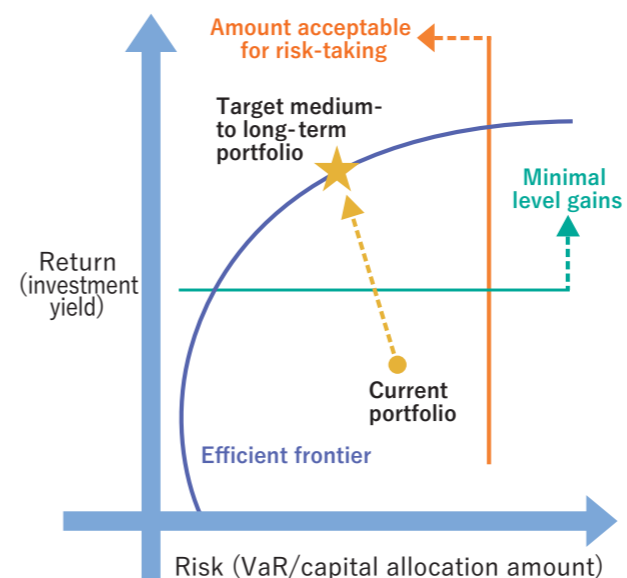 Amount acceptable
for risk-taking
Target medium-
to long-term
portfolio
Minimal
level gains
Return
(investment
yield)
Current
portfolio
Efficient frontier
Risk (VaR/capital allocation amount)